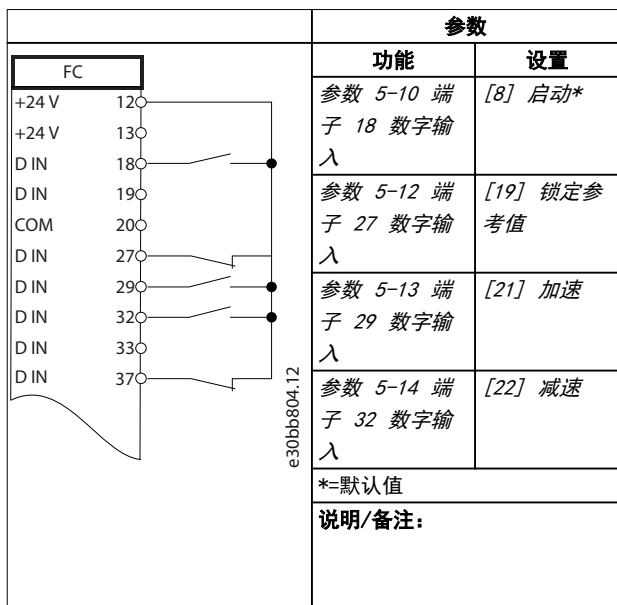 FC
+24 V 12
+24 V 13
D IN 18
D IN 19
COM 20
D IN 27
D IN 29
D IN 32
D IN 33
D IN 37
e30bb804.12
参数
功能 设置
参数 5-10 端 [8] 启动*
子 18 数字输
入
参数 5-12 端 [19] 锁定参
子 27 数字输 考值
入
参数 5-13 端 [21] 加速
子 29 数字输
入
参数 5-14 端 [22] 减速
子 32 数字输
入
*=默认值
说明/备注：